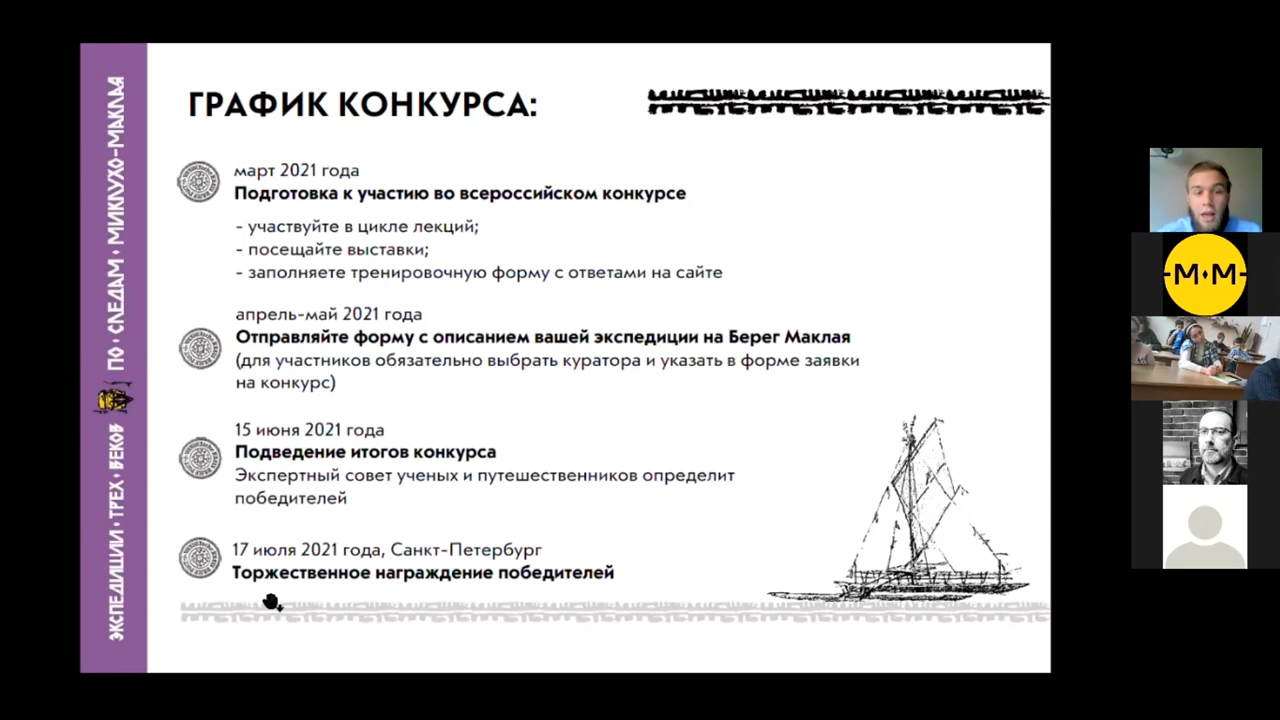 ГРАФИК КОНКУРСА:
март 2021 года
Подготовка к участию во всероссийском конкурсе
- участвуйте в цикле лекций;
- посещайте выставки;
- заполняете тренировочную форму с ответами на сайте
апрель-май 2021 года
Отправляйте форму с описанием вашей экспедиции на Берег Маклая
(для участников обязательно выбрать куратора и указать в форме заявки
на конкурс)
15 июня 2021 года
Подведение итогов конкурса
Экспертный совет ученых и путешественников определит
победителей
17 июля 2021 года, Санкт-Петербург
Торжественное награждение победителей
ЭКСПЕДИЦИИ • ТРЕХ • ВЕКОВ ПО • СЛЕДАМ • МИКЛУХО-МАКЛАЯ
-М•М-